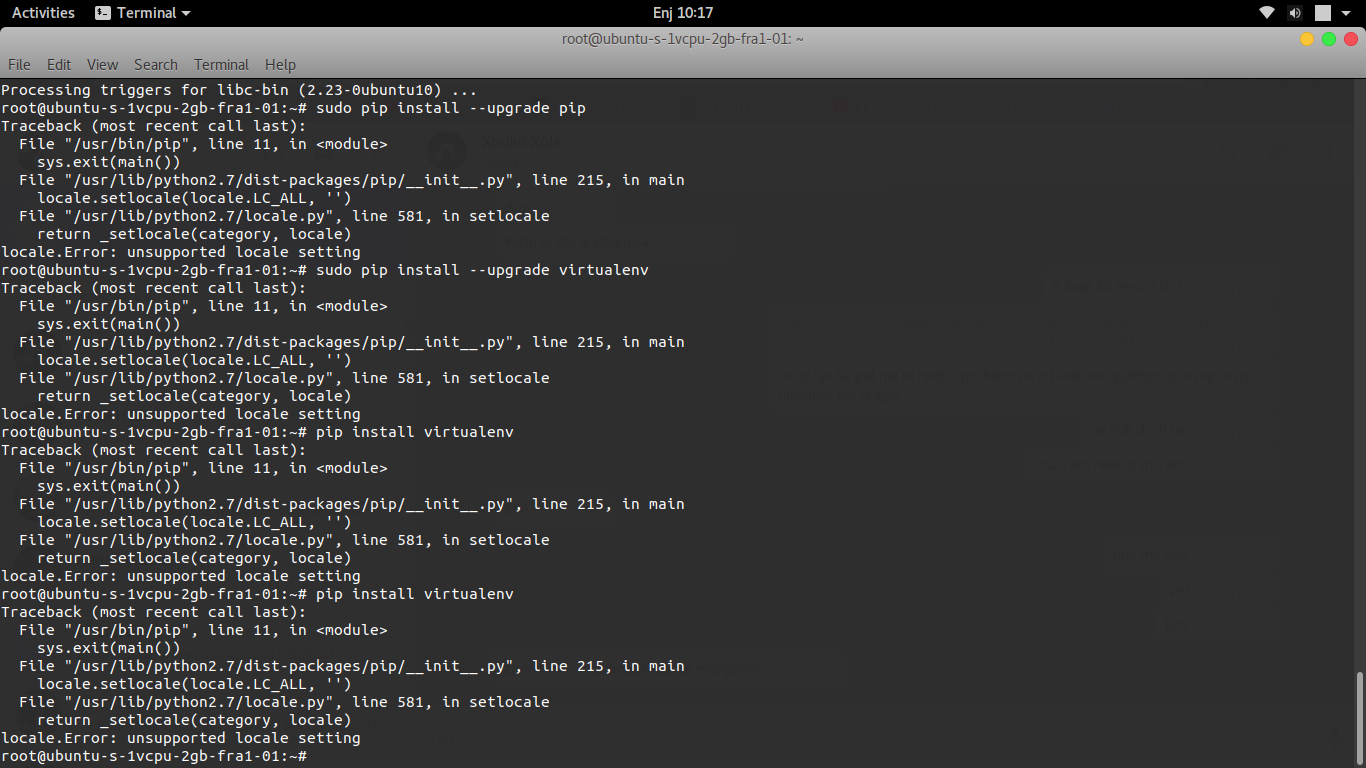 Activities Terminal Enj 10:17
root@ubuntu-s-1vcpu-2gb-fra1-01: ~
File Edit View Search Terminal Help
Processing triggers for libc-bin (2.23-0ubuntu10) ...
root@ubuntu-s-1vcpu-2gb-fra1-01:~# sudo pip install --upgrade pip
Traceback (most recent call last):
  File "/usr/bin/pip", line 11, in <module>
    sys.exit(main())
  File "/usr/lib/python2.7/dist-packages/pip/__init__.py", line 215, in main
    locale.setlocale(locale.LC_ALL, '')
  File "/usr/lib/python2.7/locale.py", line 581, in setlocale
    return _setlocale(category, locale)
locale.Error: unsupported locale setting
root@ubuntu-s-1vcpu-2gb-fra1-01:~# sudo pip install --upgrade virtualenv
Traceback (most recent call last):
  File "/usr/bin/pip", line 11, in <module>
    sys.exit(main())
  File "/usr/lib/python2.7/dist-packages/pip/__init__.py", line 215, in main
    locale.setlocale(locale.LC_ALL, '')
  File "/usr/lib/python2.7/locale.py", line 581, in setlocale
    return _setlocale(category, locale)
locale.Error: unsupported locale setting
root@ubuntu-s-1vcpu-2gb-fra1-01:~# pip install virtualenv
Traceback (most recent call last):
  File "/usr/bin/pip", line 11, in <module>
    sys.exit(main())
  File "/usr/lib/python2.7/dist-packages/pip/__init__.py", line 215, in main
    locale.setlocale(locale.LC_ALL, '')
  File "/usr/lib/python2.7/locale.py", line 581, in setlocale
    return _setlocale(category, locale)
locale.Error: unsupported locale setting
root@ubuntu-s-1vcpu-2gb-fra1-01:~# pip install virtualenv
Traceback (most recent call last):
  File "/usr/bin/pip", line 11, in <module>
    sys.exit(main())
  File "/usr/lib/python2.7/dist-packages/pip/__init__.py", line 215, in main
    locale.setlocale(locale.LC_ALL, '')
  File "/usr/lib/python2.7/locale.py", line 581, in setlocale
    return _setlocale(category, locale)
locale.Error: unsupported locale setting
root@ubuntu-s-1vcpu-2gb-fra1-01:~#